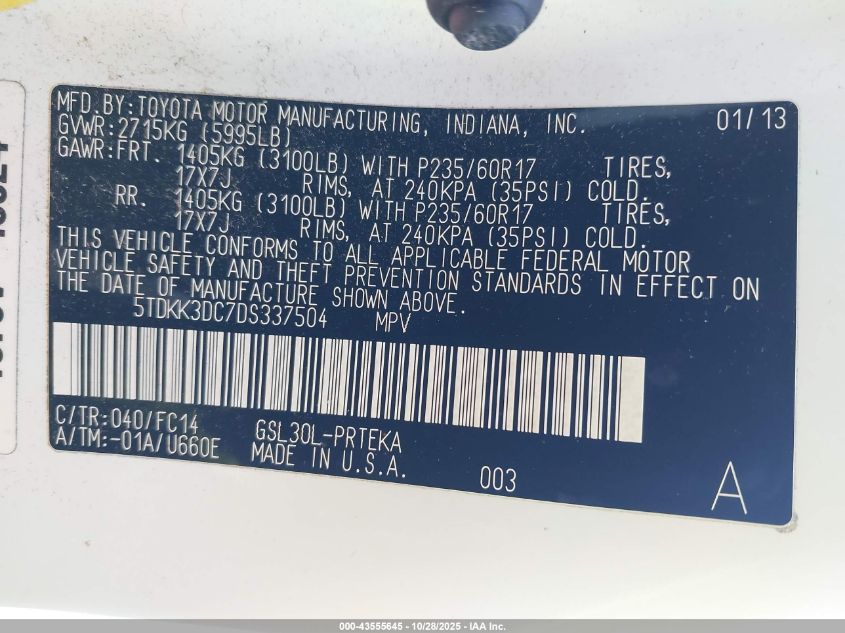 MFD.BY:TOYOTA MOTOR MANUFACTURING, INDIANA, INC. 01/13
GVWR:2715KG (5995LB)
GAWR:FRT. 1405KG (3100LB) WITH P235/60R17 TIRES,
17X7J RIMS, AT 240KPA (35PSI) COLD.
RR. 1405KG (3100LB) WITH P235/60R17 TIRES,
17X7J RIMS, AT 240KPA (35PSI) COLD.
THIS VEHICLE CONFORMS TO ALL APPLICABLE FEDERAL MOTOR
VEHICLE SAFETY AND THEFT PREVENTION STANDARDS IN EFFECT ON
THE DATE OF MANUFACTURE SHOWN ABOVE.
5TDKK3DC7DS337504 MPV
C/TR:040/FC14 GSL30L-PRTEKA
A/TM:-01A/U660E MADE IN U.S.A. 003
A
000-43555645 - 10/28/2025 - IAA Inc.